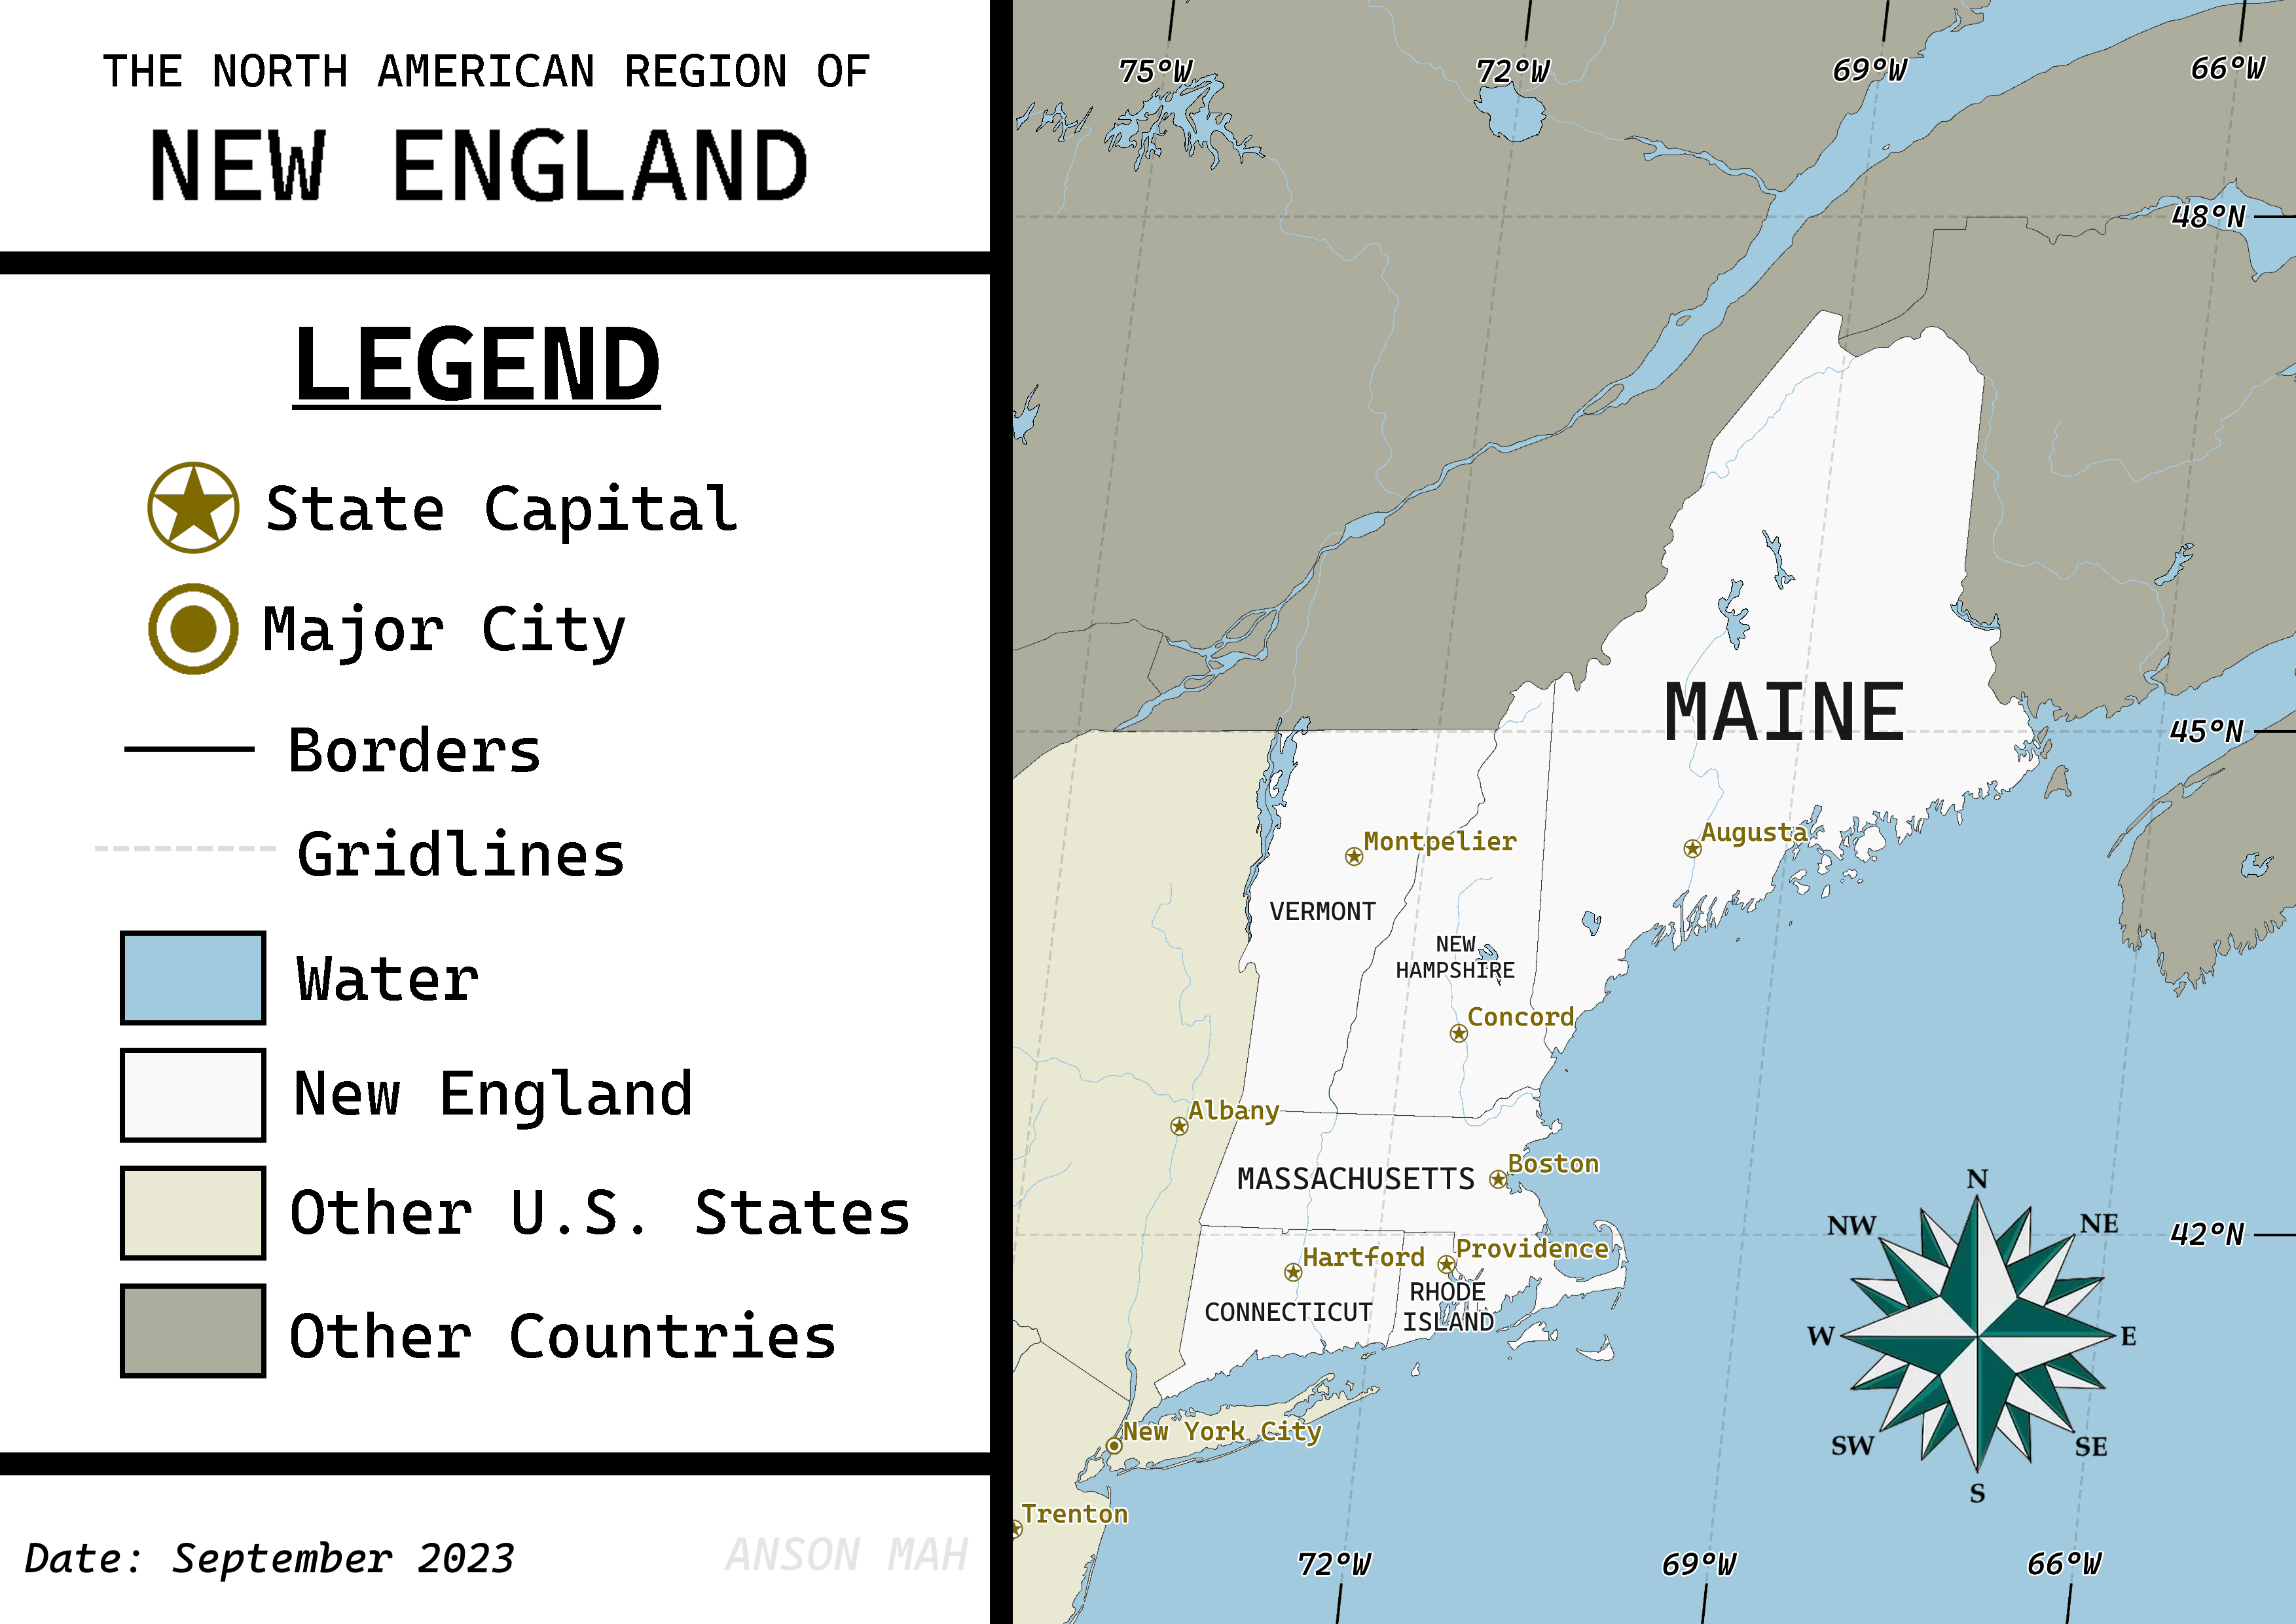 THE NORTH AMERICAN REGION OF
NEW ENGLAND
LEGEND
State Capital
Major City
Borders
Gridlines
Water
New England
Other U.S. States
Other Countries
Date: September 2023
ANSON MAH
75°W
72°W
69°W
66°W
48°N
MAINE
45°N
Montpelier
Augusta
VERMONT
NEW
HAMPSHIRE
Concord
Albany
MASSACHUSETTS
Boston
N
NW
NE
42°N
Hartford
Providence
CONNECTICUT
RHODE
ISLAND
W
E
New York City
SW
SE
S
Trenton
72°W
69°W
66°W